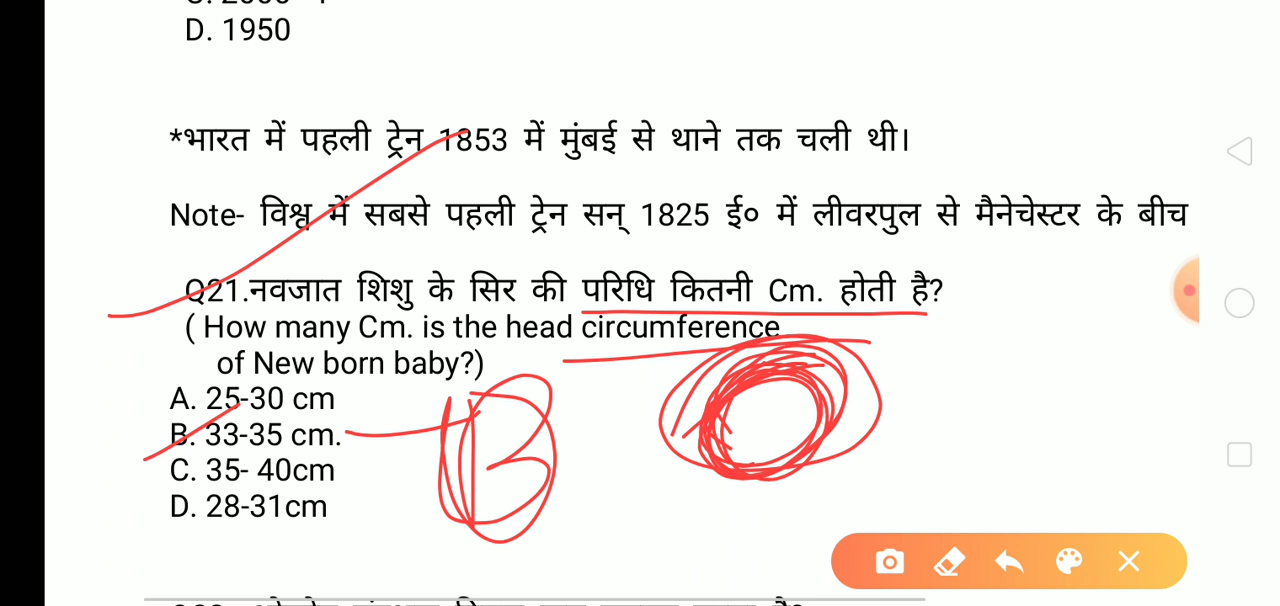 D. 1950
*भारत में पहली ट्रेन 1853 में मुंबई से थाने तक चली थी।
Note- विश्व में सबसे पहली ट्रेन सन् 1825 ई० में लीवरपुल से मैनेचेस्टर के बीच
Q21.नवजात शिशु के सिर की परिधि कितनी Cm. होती है?
( How many Cm. is the head circumference
of New born baby?)
A. 25-30 cm
B. 33-35 cm.
C. 35- 40cm
D. 28-31cm
B